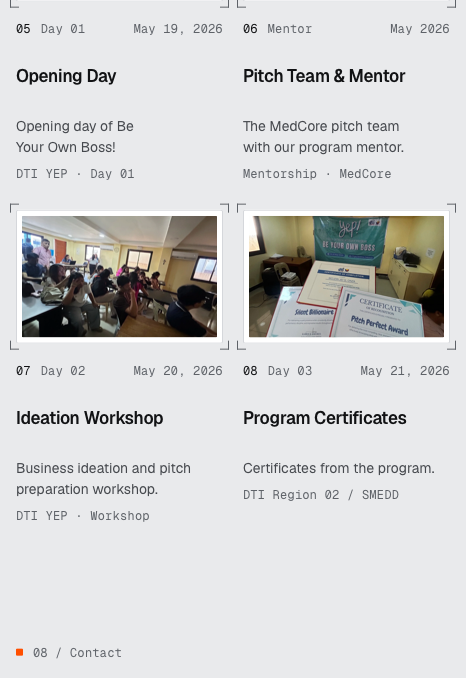 05 Day 01 May 19, 2026
Opening Day
Opening day of Be
Your Own Boss!
DTI YEP · Day 01
06 Mentor May 2026
Pitch Team & Mentor
The MedCore pitch team
with our program mentor.
Mentorship · MedCore
yep!
BE YOUR OWN BOSS
CERTIFICATE
Silent Billionaire
Pitch Perfect Award
07 Day 02 May 20, 2026
Ideation Workshop
Business ideation and pitch
preparation workshop.
DTI YEP · Workshop
08 Day 03 May 21, 2026
Program Certificates
Certificates from the program.
DTI Region 02 / SMEDD
08 / Contact